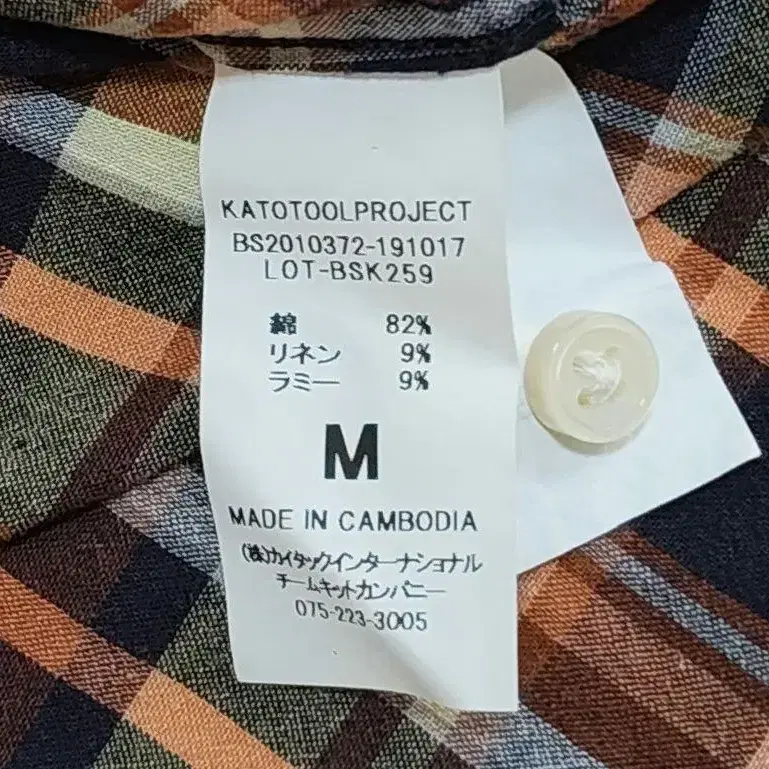 KATOTOOLPROJECT
BS2010372-191017
LOT-BSK259
綿 82%
リネン 9%
ラミー 9%
M
MADE IN CAMBODIA
(株)カイタックインターナショナル
チームキットカンパニー
075-223-3005